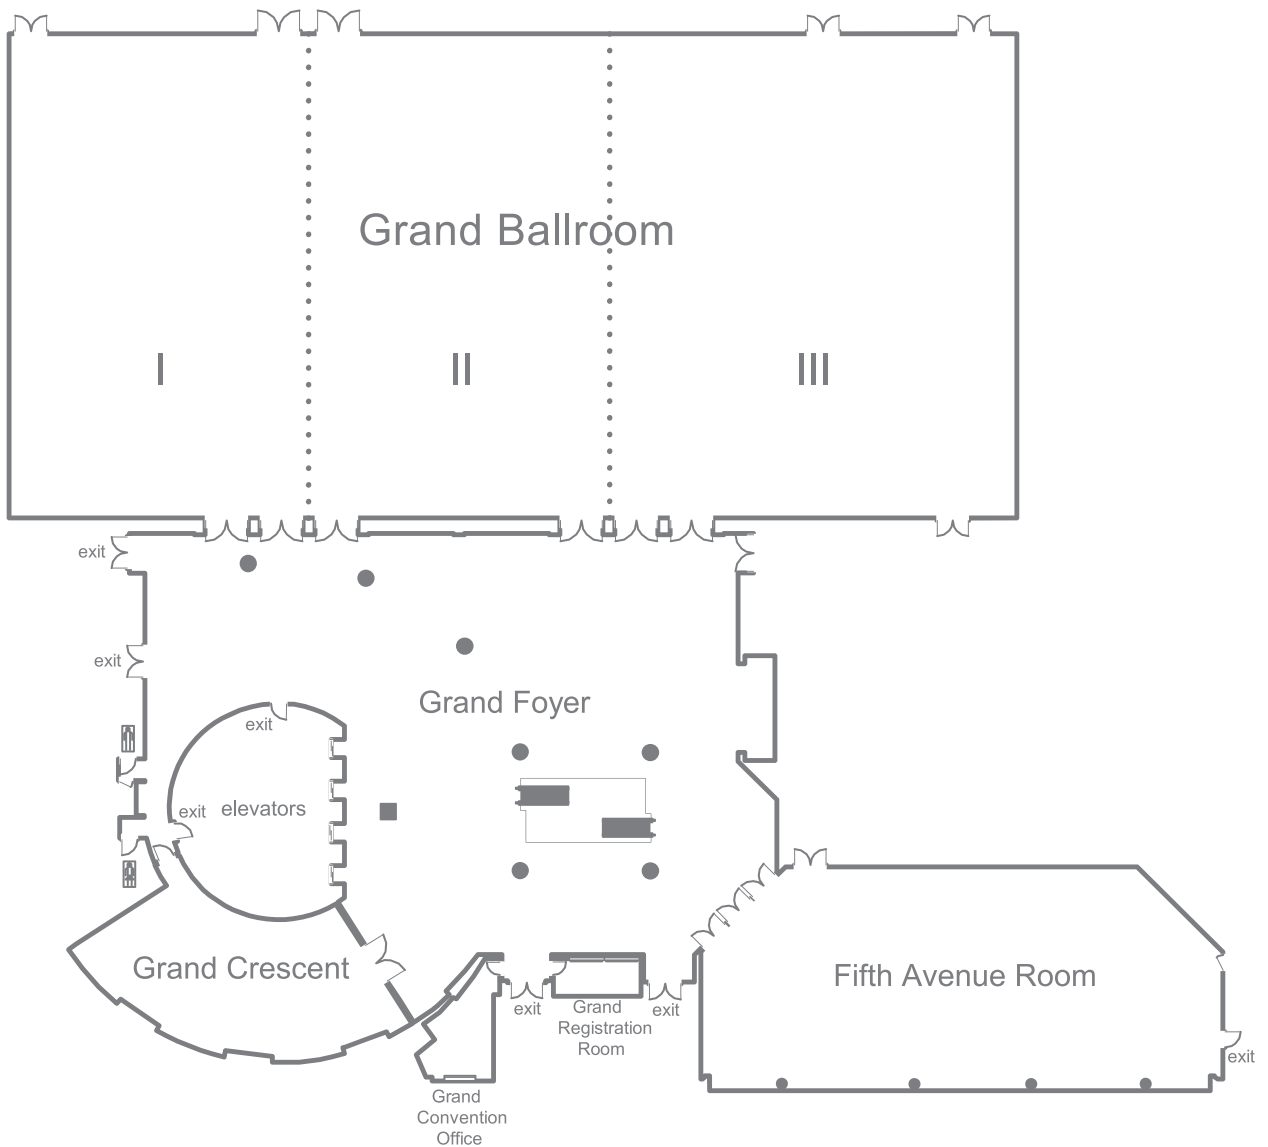 Grand Ballroom
I
II
III
exit
exit
Grand Foyer
exit
exit
elevators
Grand Crescent
Fifth Avenue Room
exit
Grand
Registration
Room
exit
exit
Grand
Convention
Office